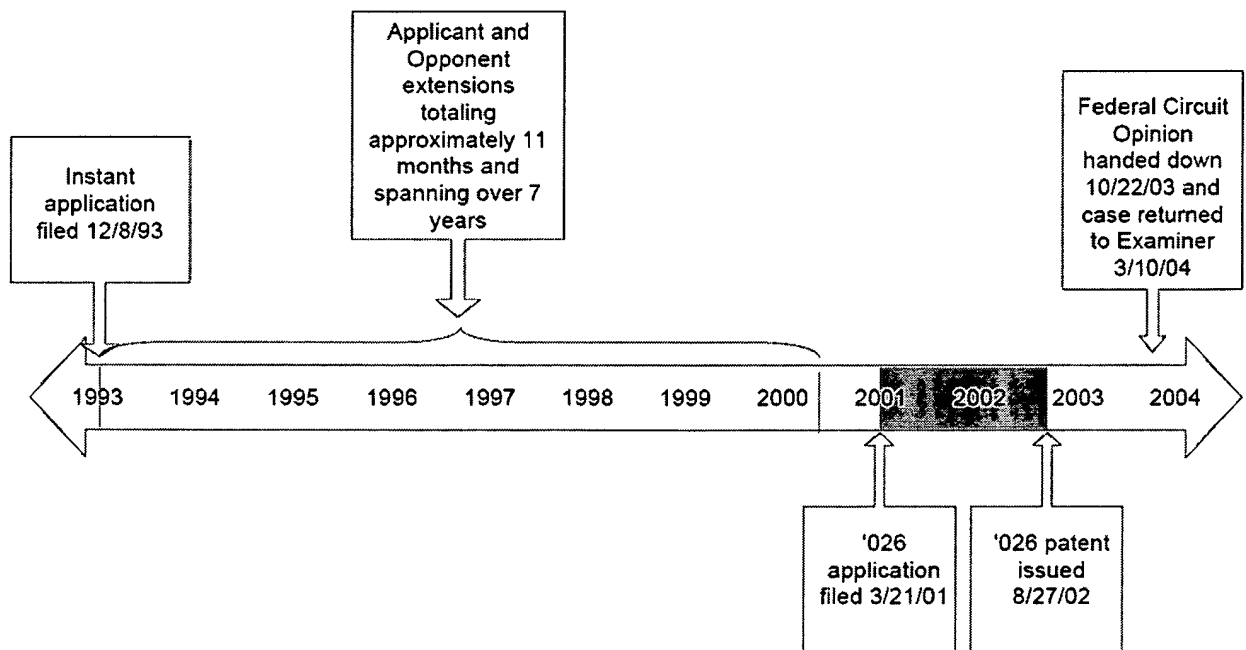 Applicant and
Opponent
extensions
totaling
approximately 11
months and
spanning over 7
years
Instant
application
filed 12/8/93
Federal Circuit
Opinion
handed down
10/22/03 and
case returned
to Examiner
3/10/04
1993 1994 1995 1996 1997 1998 1999 2000 2001 2002 2003 2004
'026
application
filed 3/21/01
'026 patent
issued
8/27/02